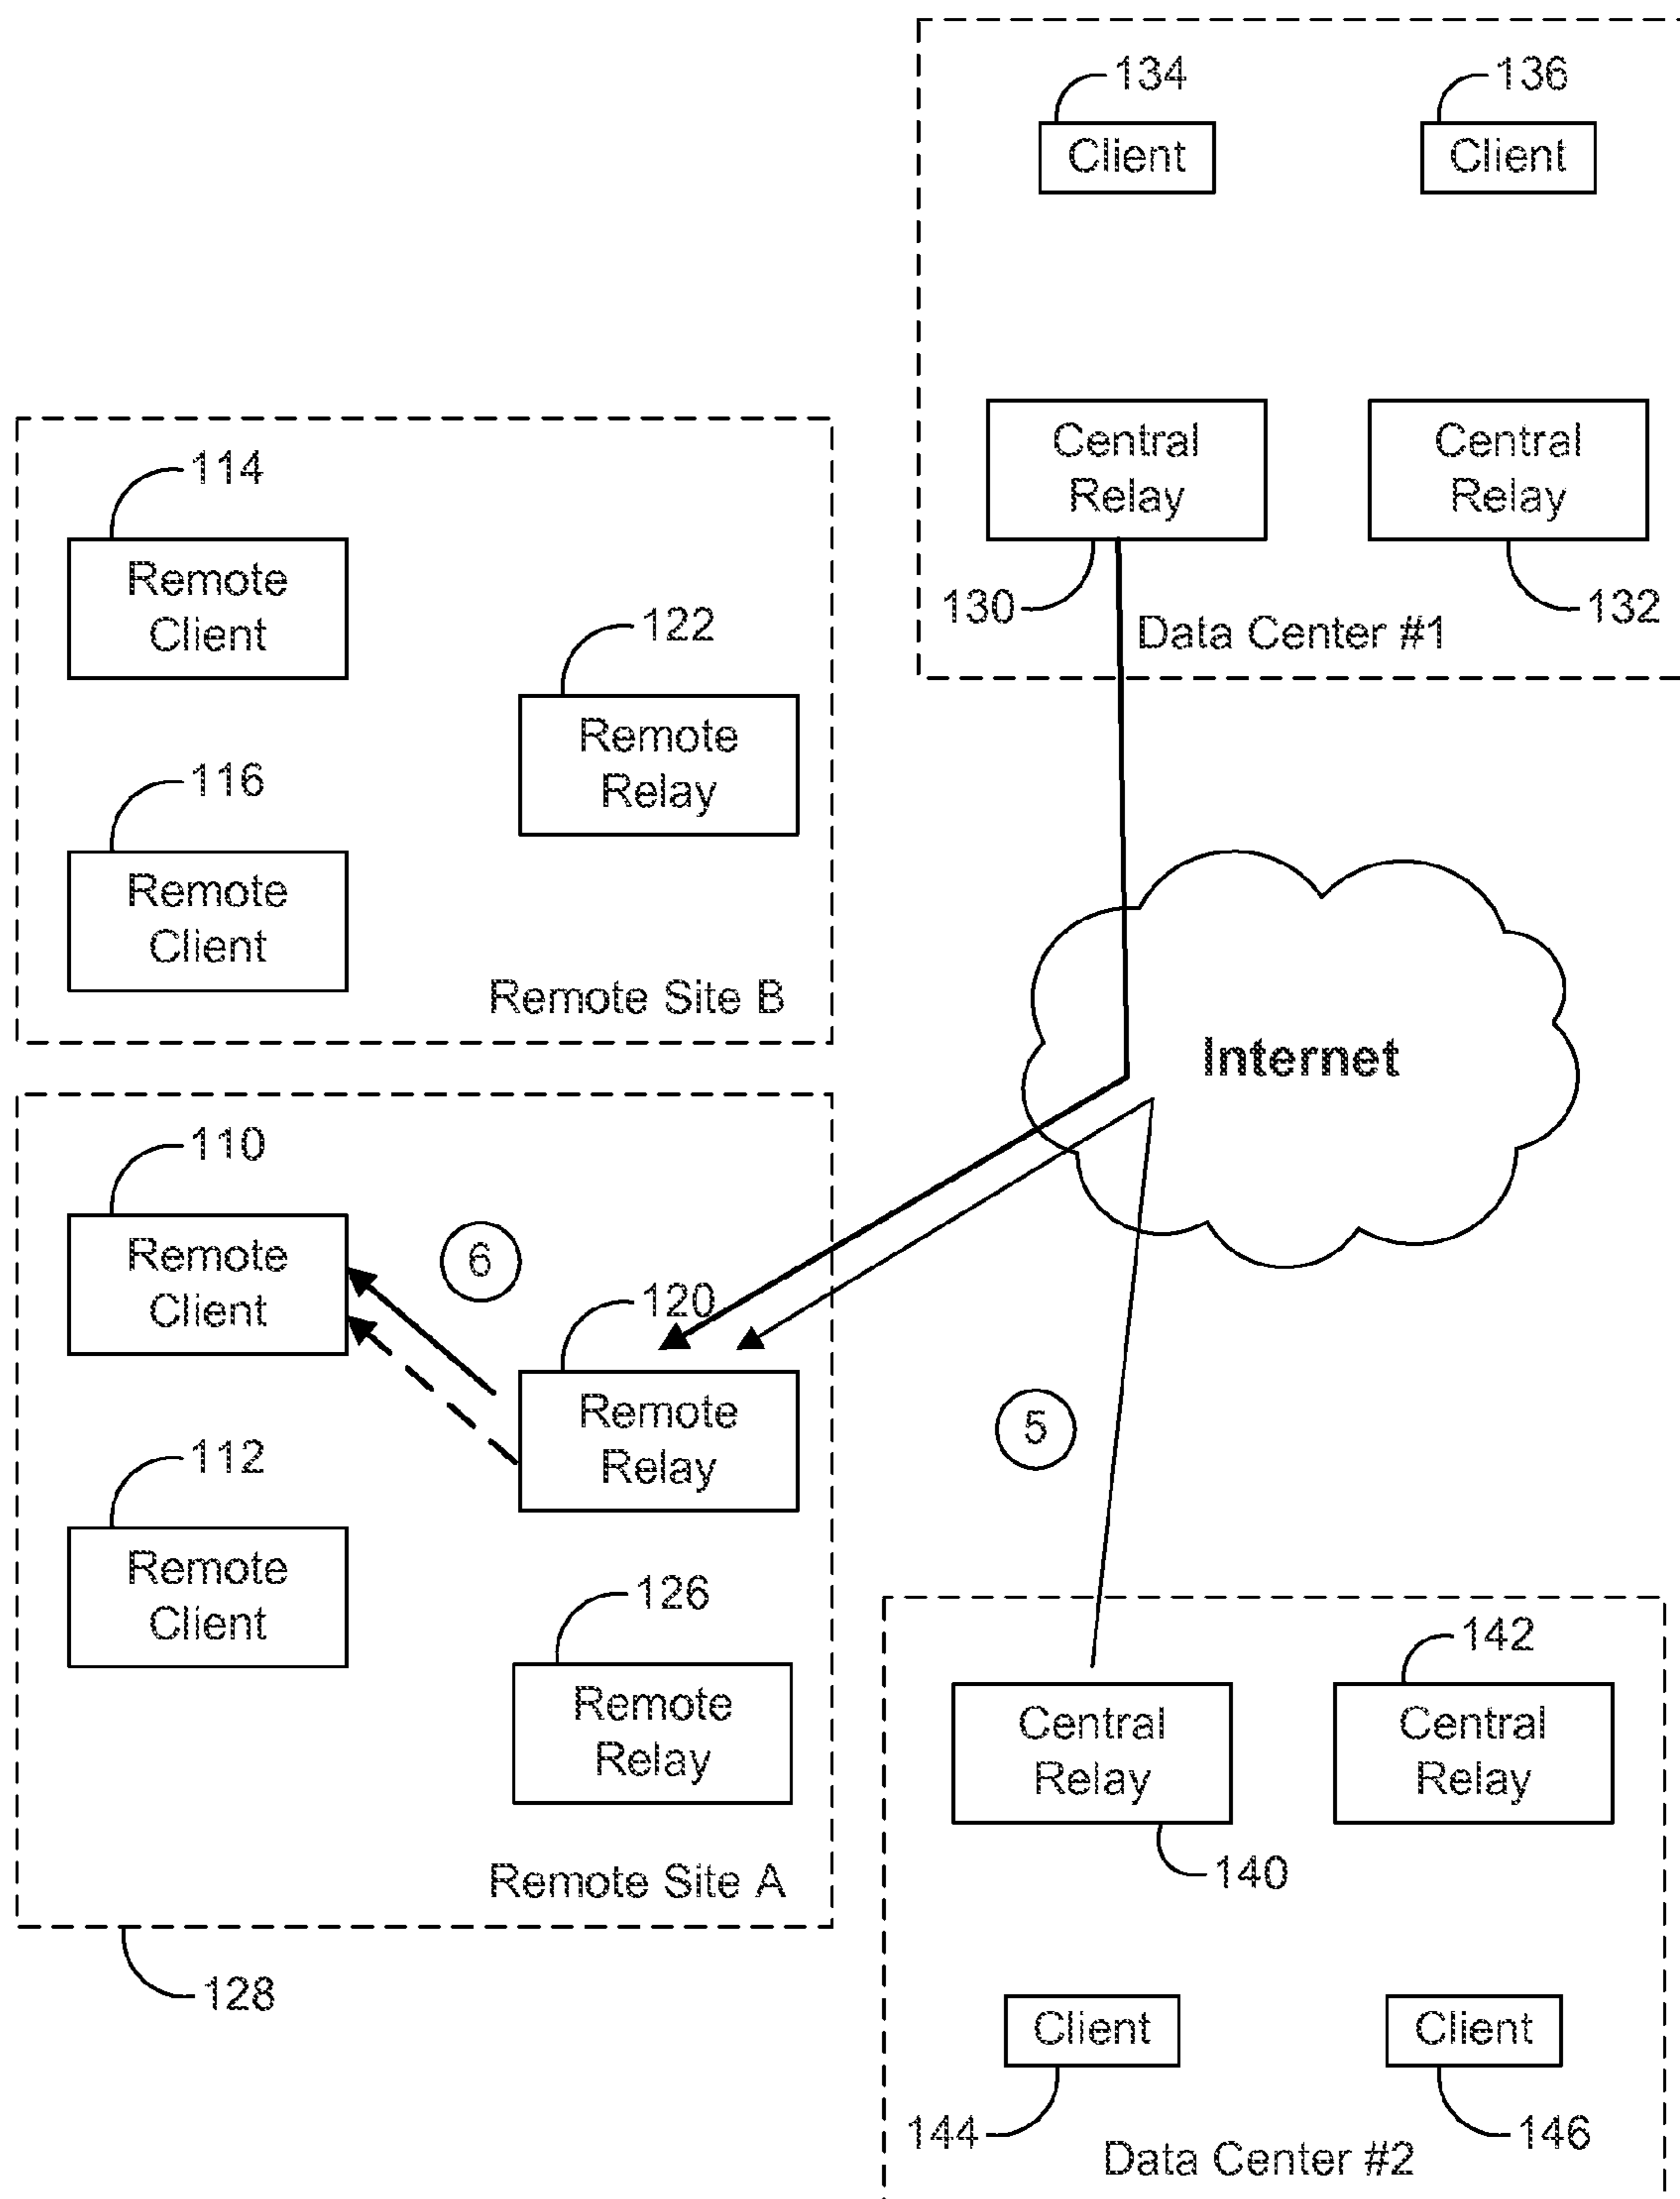 134
136
Client
Client
Central
Relay
Central
Relay
130
132
Data Center #1
114
Remote
Client
122
Remote
Relay
116
Remote
Client
Remote Site B
Internet
110
Remote
Client
6
120
Remote
Relay
112
Remote
Client
126
Remote
Relay
Remote Site A
128
5
142
Central
Relay
Central
Relay
140
Client
Client
144
146
Data Center #2